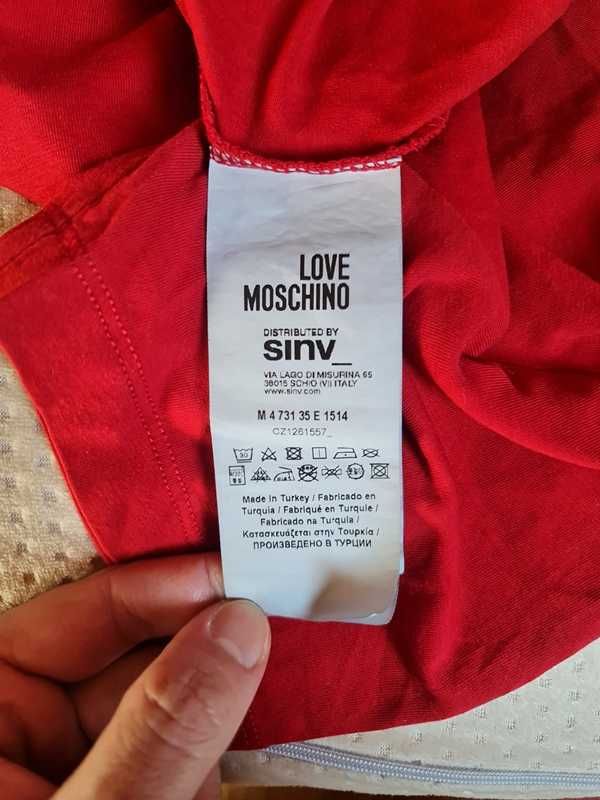 LOVE
MOSCHINO
DISTRIBUTED BY
sinv_
VIA LAGO DI MISURINA 65
36015 SCHIO (VI) ITALY
www.sinv.com
M 4 731 35 E 1514
CZ1261557_
30
Made in Turkey / Fabricado en
Turquia / Fabriqué en Turquie /
Fabricado na Turquia /
Κατασκευάζεται στην Τουρκία /
ПРОИЗВЕДЕНО В ТУРЦИИ